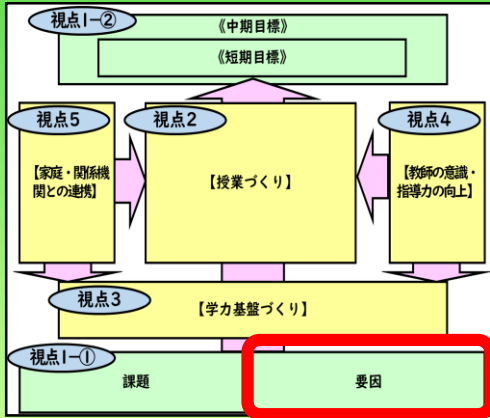 視点1-②
《中期目標》
《短期目標》
視点5
視点2
視点4
【家庭・関係機
関との連携】
【授業づくり】
【教師の意識・
指導力の向上】
視点3
【学力基盤づくり】
視点1-①
課題
要因